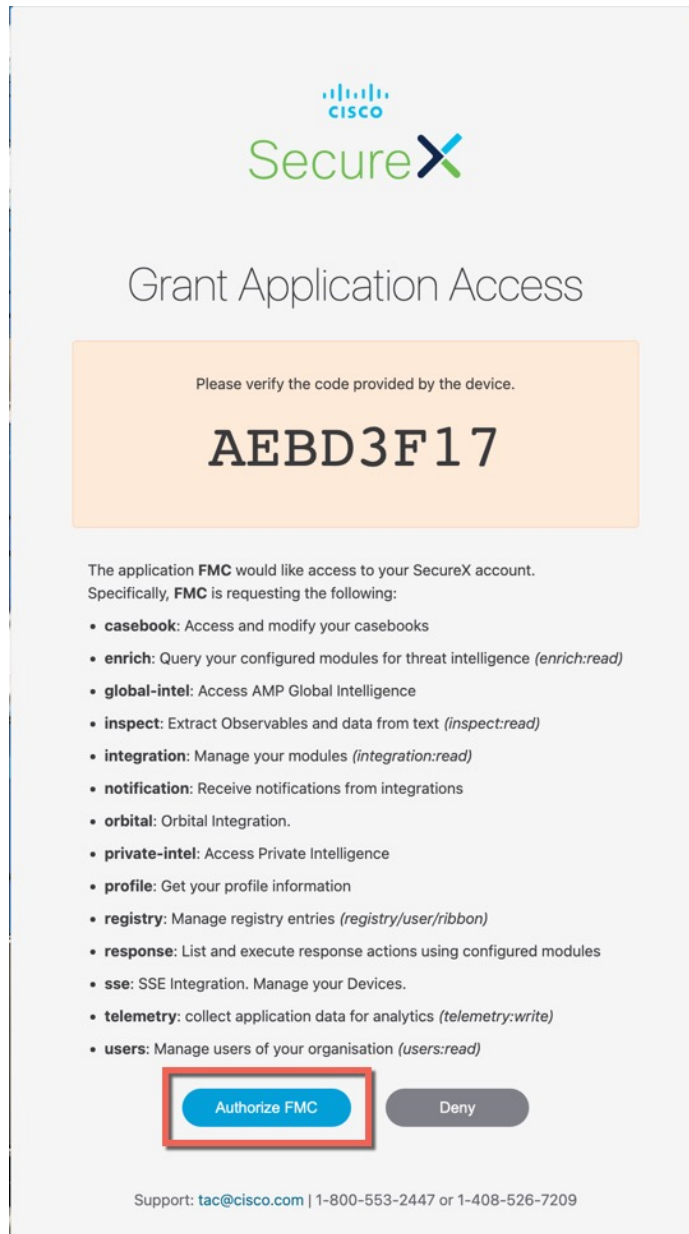 CISCO
SecureX
Grant Application Access
Please verify the code provided by the device.
AEBD3F17
The application FMC would like access to your SecureX account.
Specifically, FMC is requesting the following:
• casebook: Access and modify your casebooks
• enrich: Query your configured modules for threat intelligence (enrich:read)
• global-intel: Access AMP Global Intelligence
• inspect: Extract Observables and data from text (inspect:read)
• integration: Manage your modules (integration:read)
• notification: Receive notifications from integrations
• orbital: Orbital Integration.
• private-intel: Access Private Intelligence
• profile: Get your profile information
• registry: Manage registry entries (registry/user/ribbon)
• response: List and execute response actions using configured modules
• sse: SSE Integration. Manage your Devices.
• telemetry: collect application data for analytics (telemetry:write)
• users: Manage users of your organisation (users:read)
Authorize FMC Deny
Support: tac@cisco.com | 1-800-553-2447 or 1-408-526-7209